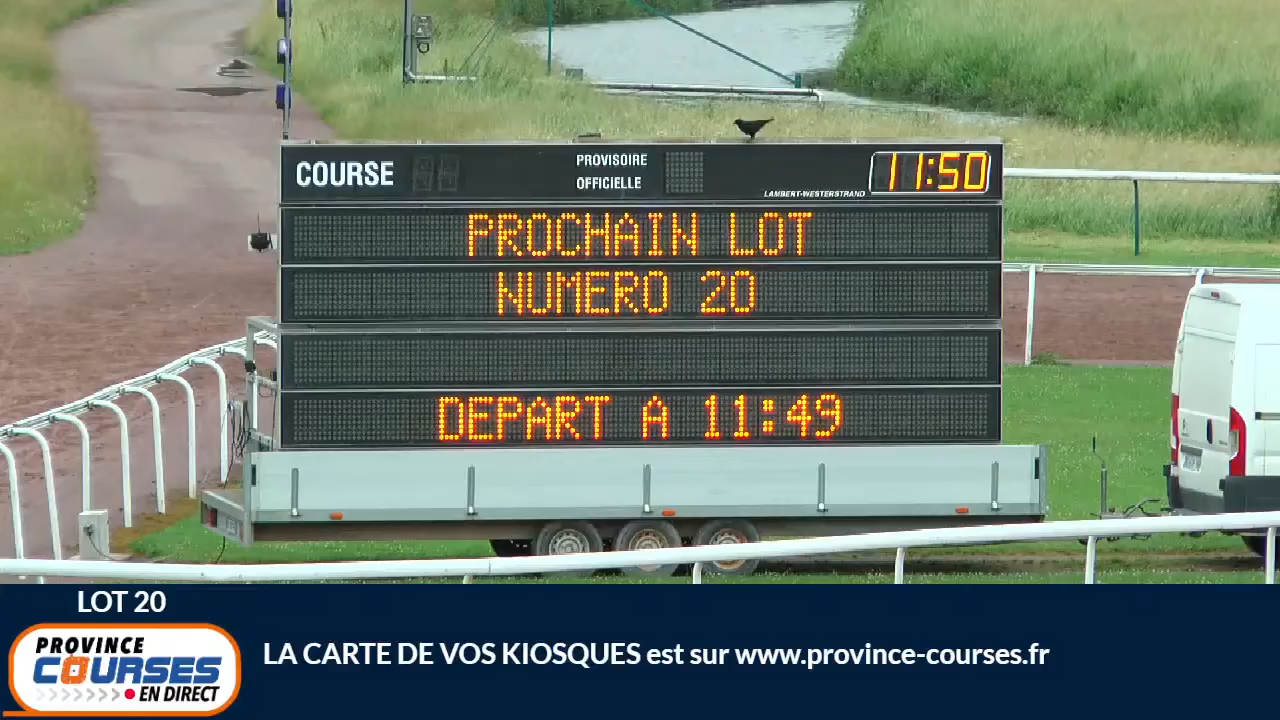 COURSE
PROVISOIRE
OFFICIELLE
LAMBERT-WESTERSTRAND
11:50
PROCHAIN LOT
NUMERO 20
DEPART A 11:49
LOT 20
PROVINCE
COURSES
EN DIRECT
LA CARTE DE VOS KIOSQUES est sur www.province-courses.fr